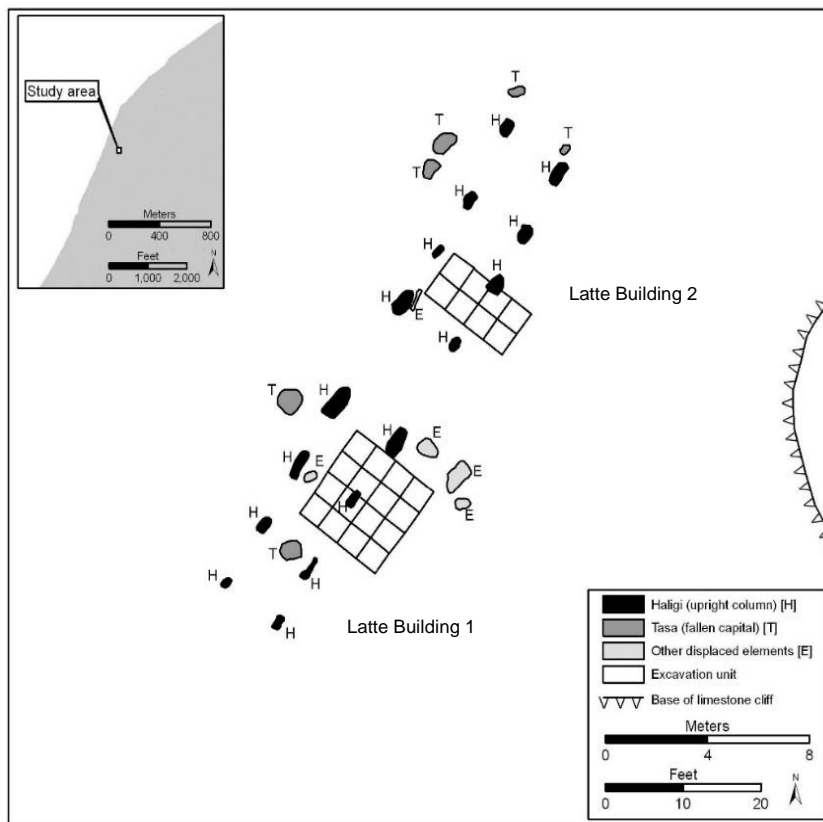 Study area
Meters
0 400 800
Feet
N
0 1,000 2,000
T
T
H
T
T
H
H
H
H
H
Latte Building 2
H
E
H
T
H
H
E
H
E
E
H
E
H
T
H
H
H
Latte Building 1
Haligi (upright column) [H]
Tasa (fallen capital) [T]
Other displaced elements [E]
Excavation unit
Base of limestone cliff
Meters
0 4 8
Feet
N
0 10 20